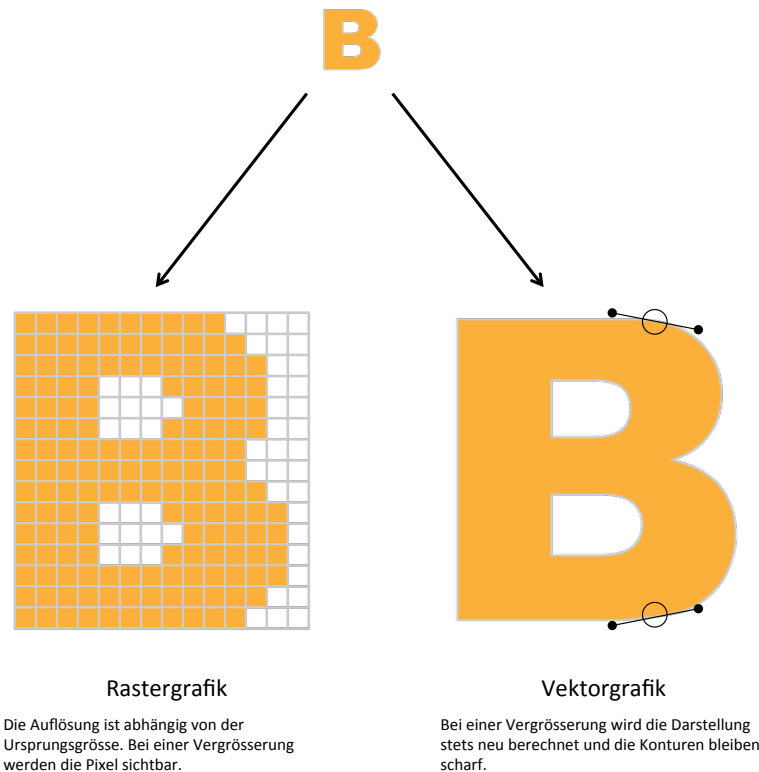 B
B
B
Rastergrafik
Die Auflösung ist abhängig von der
Ursprungsgrösse. Bei einer Vergrösserung
werden die Pixel sichtbar.
Vektorgrafik
Bei einer Vergrösserung wird die Darstellung
stets neu berechnet und die Konturen bleiben
scharf.